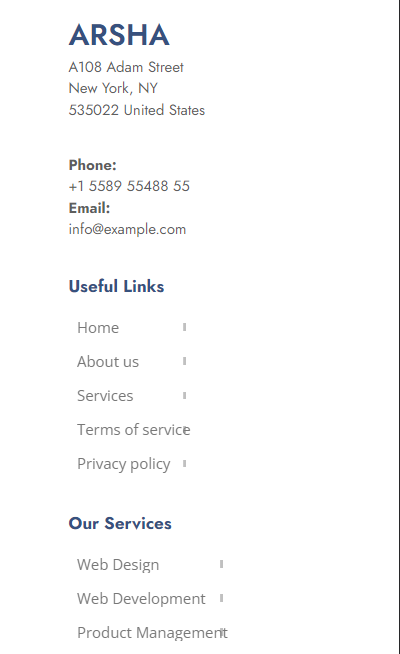 ARSHA
A108 Adam Street
New York, NY
535022 United States
Phone:
+1 5589 55488 55
Email:
info@example.com
Useful Links
Home
About us
Services
Terms of service
Privacy policy
Our Services
Web Design
Web Development
Product Management